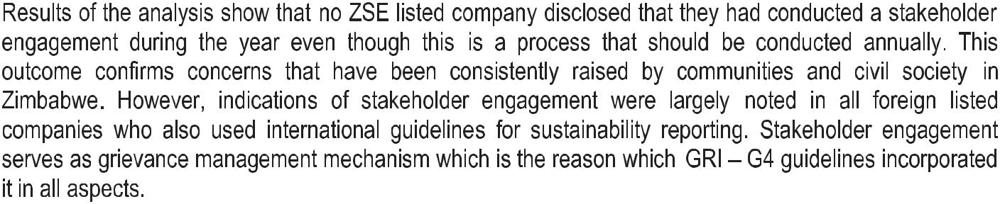 Results of the analysis show that no ZSE listed company disclosed that they had conducted a stakeholder
engagement during the year even though this is a process that should be conducted annually. This
outcome confirms concerns that have been consistently raised by communities and civil society in
Zimbabwe. However, indications of stakeholder engagement were largely noted in all foreign listed
companies who also used international guidelines for sustainability reporting. Stakeholder engagement
serves as grievance management mechanism which is the reason which GRI – G4 guidelines incorporated
it in all aspects.